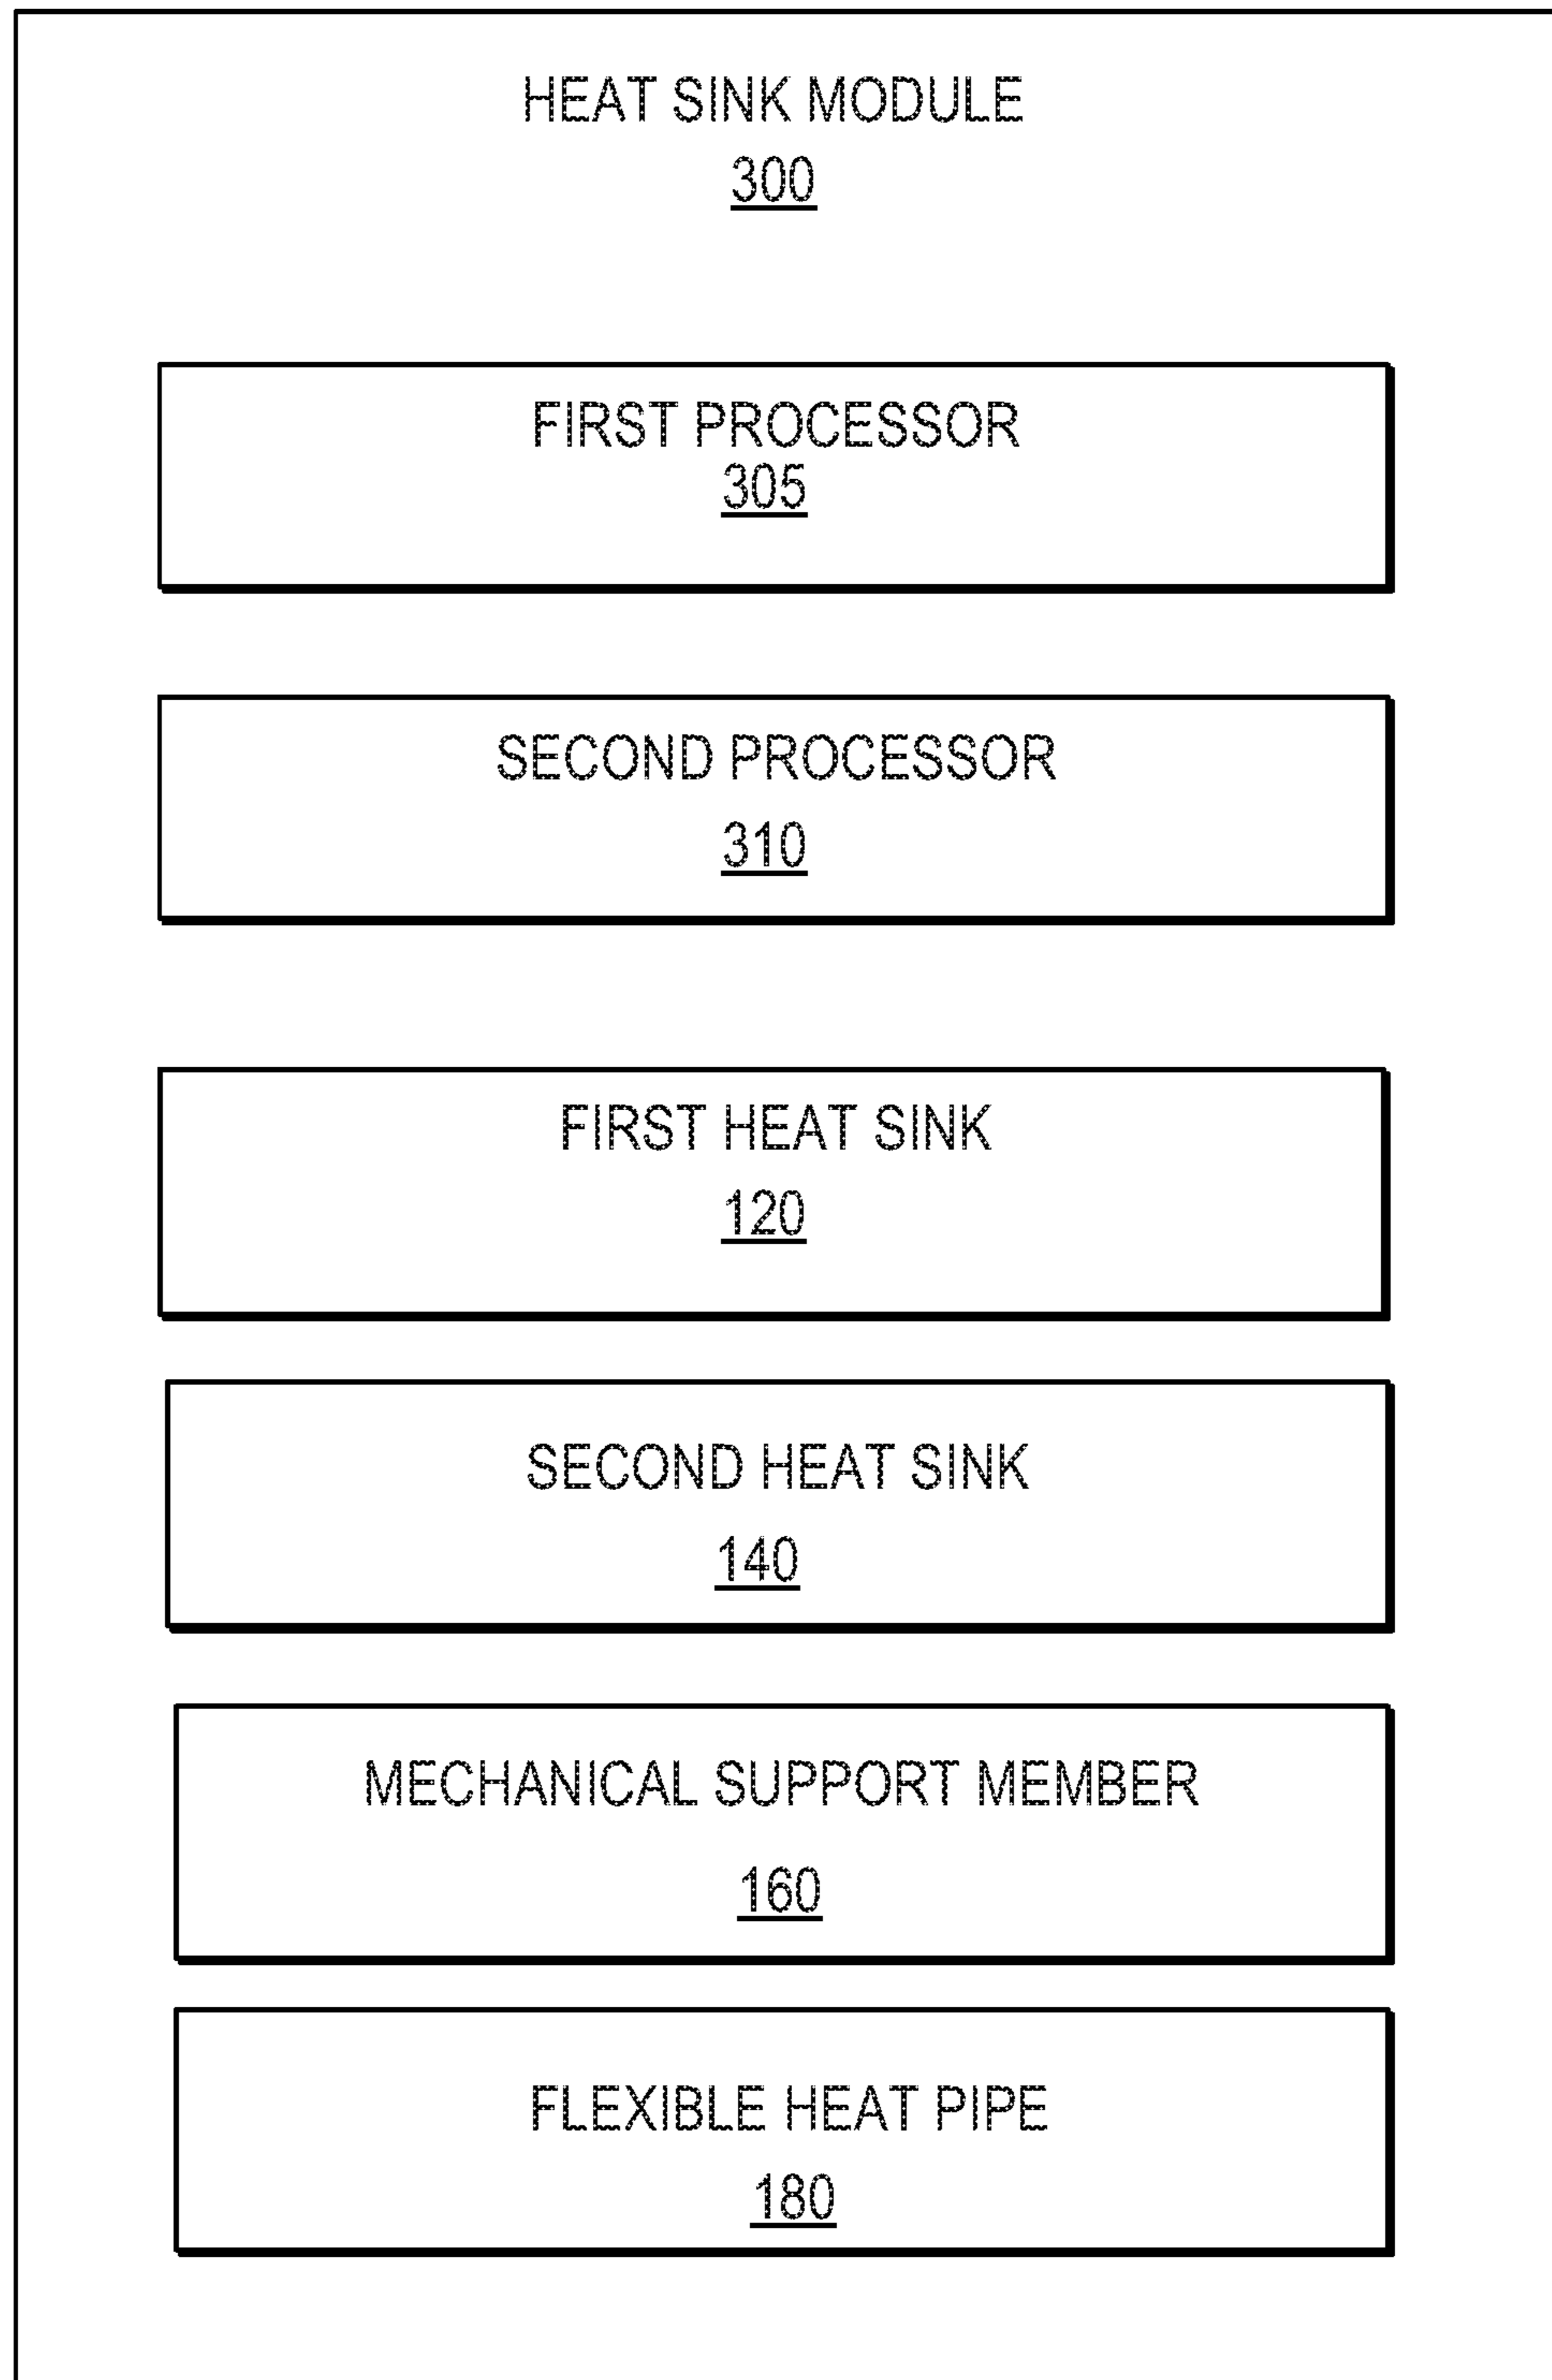 HEAT SINK MODULE
300
FIRST PROCESSOR
305
SECOND PROCESSOR
310
FIRST HEAT SINK
120
SECOND HEAT SINK
140
MECHANICAL SUPPORT MEMBER
160
FLEXIBLE HEAT PIPE
180